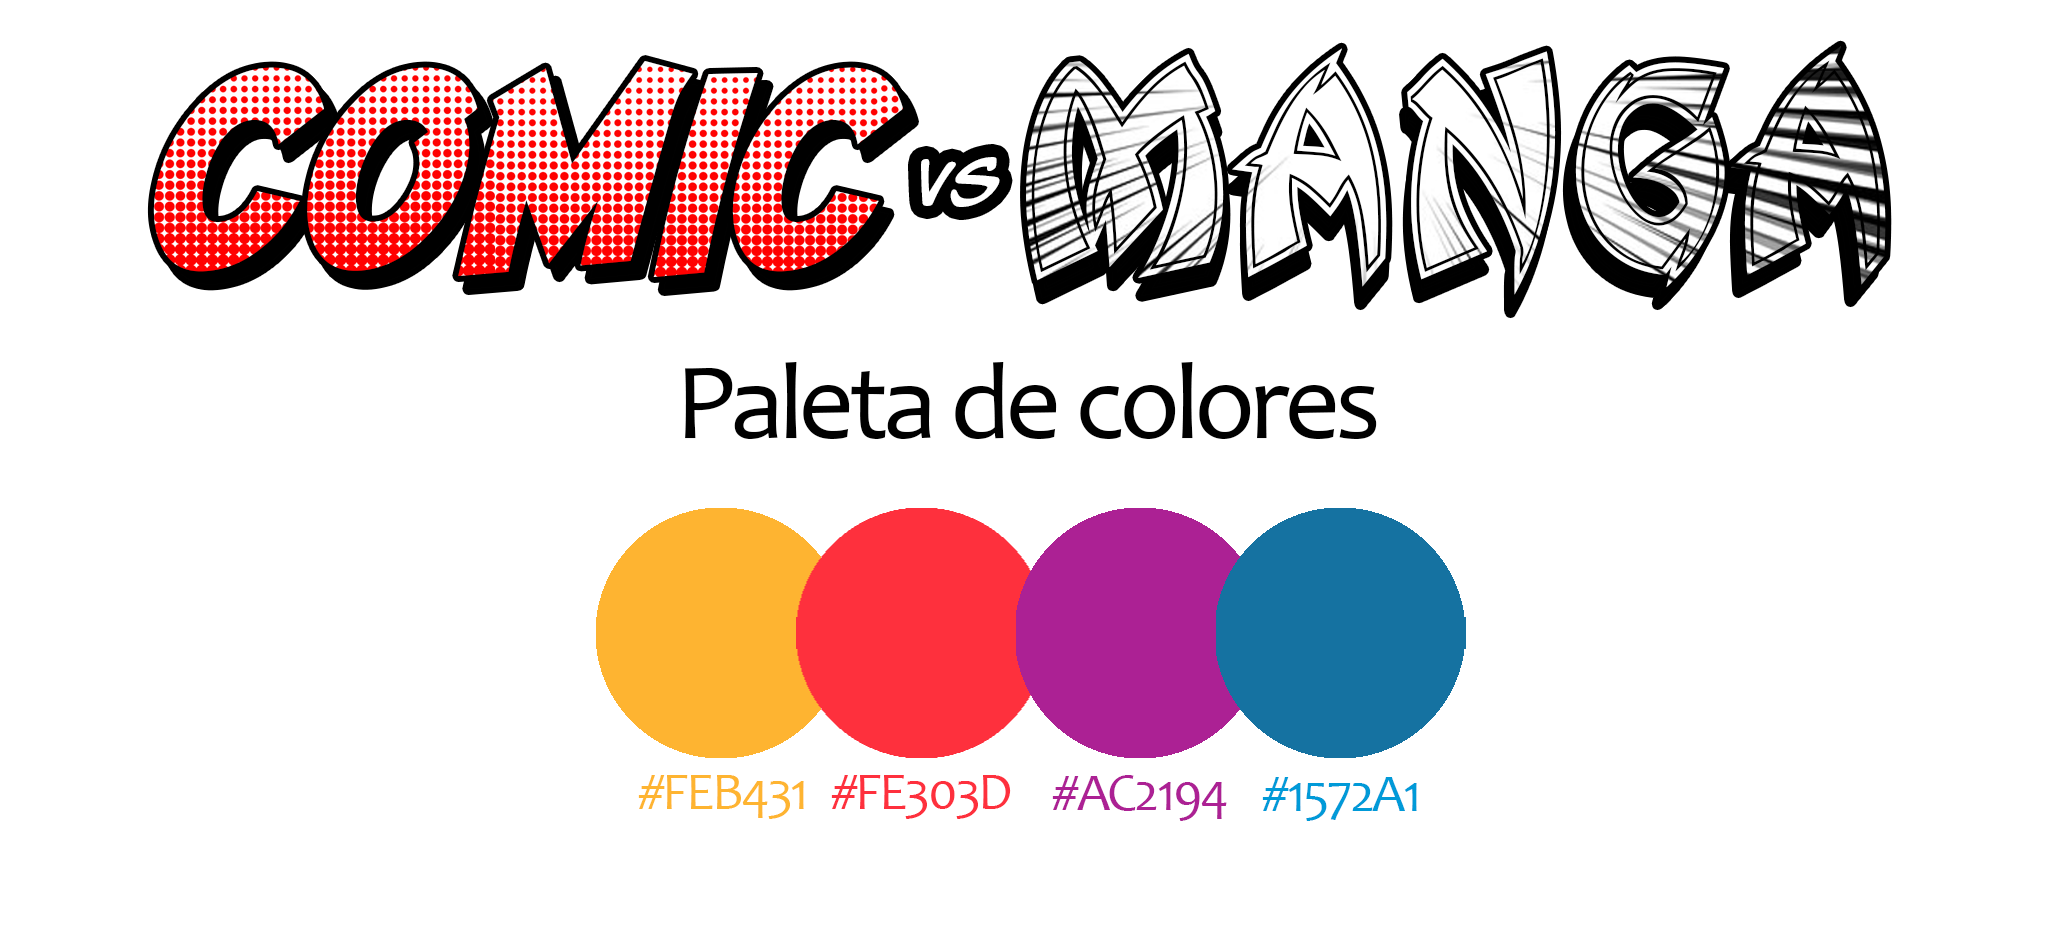 COMIC VS MANGA
Paleta de colores
#FEB431 #FE303D #AC2194 #1572A1